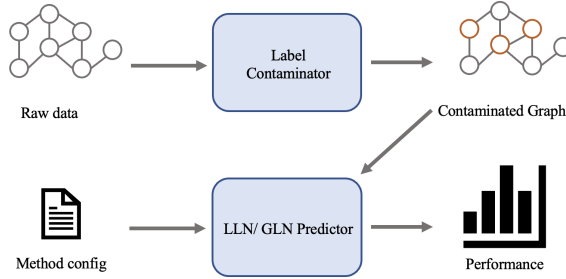 Label
Contaminator
Raw data
Contaminated Graph
LLN/ GLN Predictor
Method config
Performance